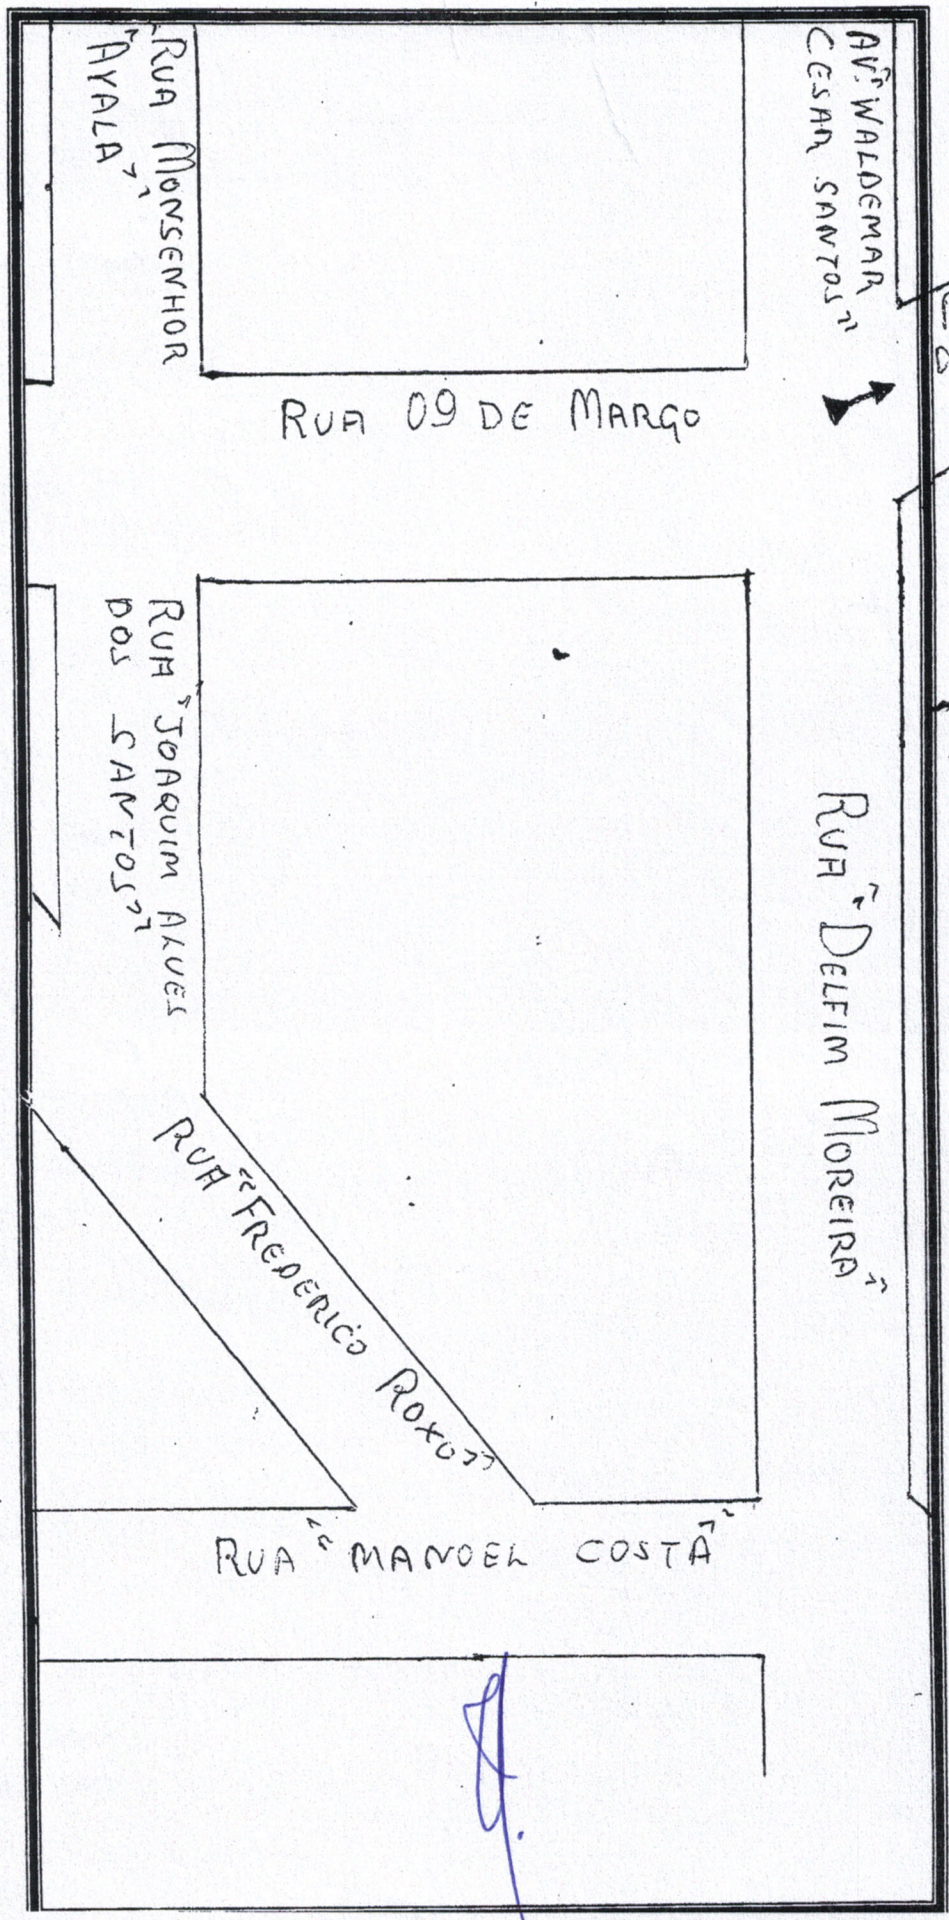 RUA MONSENHOR
"AYALA"
AVª "WALDEMAR
CESAR SANTOS"
RUA 09 DE MARÇO
RUA "JOAQUIM ALVES
DOS SANTOS"
RUA "DELFIM MOREIRA"
RUA "FREDERICO ROXO"
RUA "MANOEL COSTA"